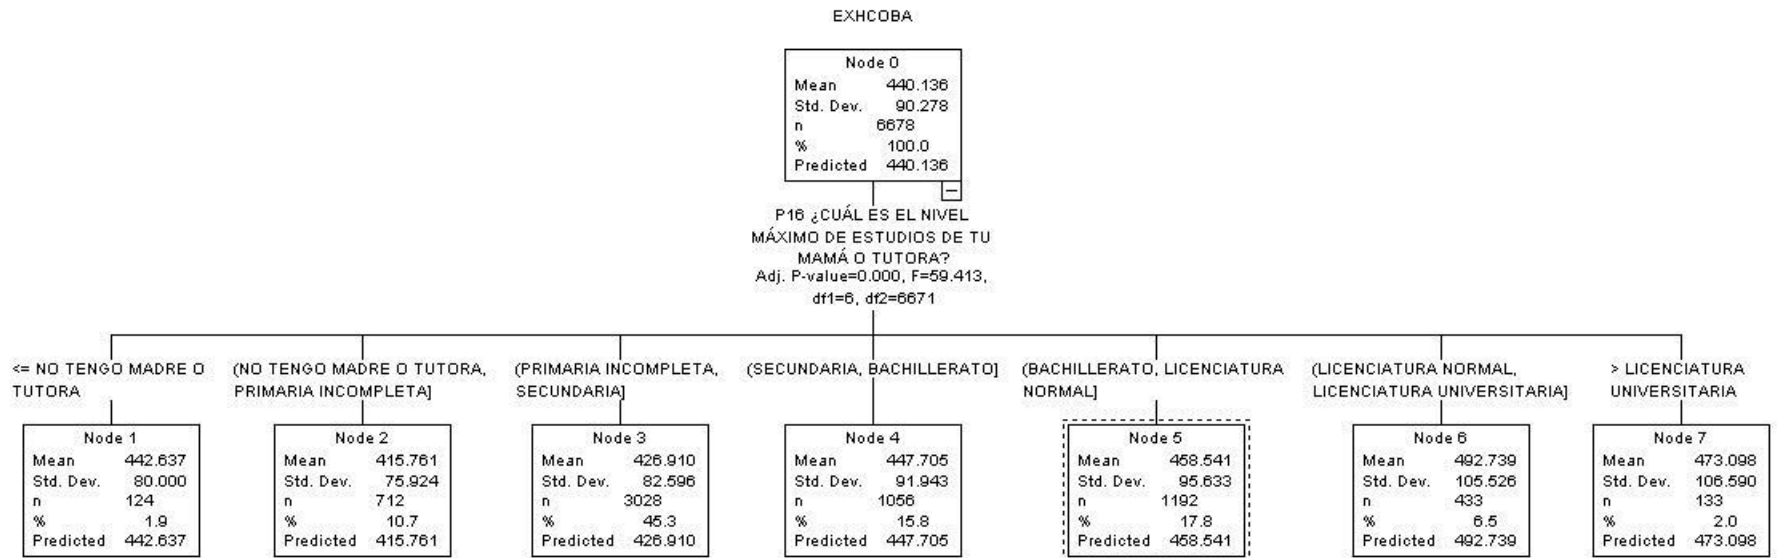 EXHCOBA
Node 0
Mean 440.136
Std. Dev. 90.278
n 6678
% 100.0
Predicted 440.136
P16 ¿CUÁL ES EL NIVEL
MÁXIMO DE ESTUDIOS DE TU
MAMÁ O TUTORA?
Adj. P-value=0.000, F=59.413,
df1=6, df2=6671
<= NO TENGO MADRE O
TUTORA
Node 1
Mean 442.637
Std. Dev. 80.000
n 124
% 1.9
Predicted 442.637
(NO TENGO MADRE O TUTORA,
PRIMARIA INCOMPLETA]
Node 2
Mean 415.761
Std. Dev. 75.924
n 712
% 10.7
Predicted 415.761
(PRIMARIA INCOMPLETA,
SECUNDARIA]
Node 3
Mean 426.910
Std. Dev. 82.596
n 3028
% 45.3
Predicted 426.910
(SECUNDARIA, BACHILLERATO]
Node 4
Mean 447.705
Std. Dev. 91.943
n 1056
% 15.8
Predicted 447.705
(BACHILLERATO, LICENCIATURA
NORMAL]
Node 5
Mean 458.541
Std. Dev. 95.633
n 1192
% 17.8
Predicted 458.541
(LICENCIATURA NORMAL,
LICENCIATURA UNIVERSITARIA]
Node 6
Mean 492.739
Std. Dev. 105.526
n 433
% 6.5
Predicted 492.739
> LICENCIATURA
UNIVERSITARIA
Node 7
Mean 473.098
Std. Dev. 106.590
n 133
% 2.0
Predicted 473.098